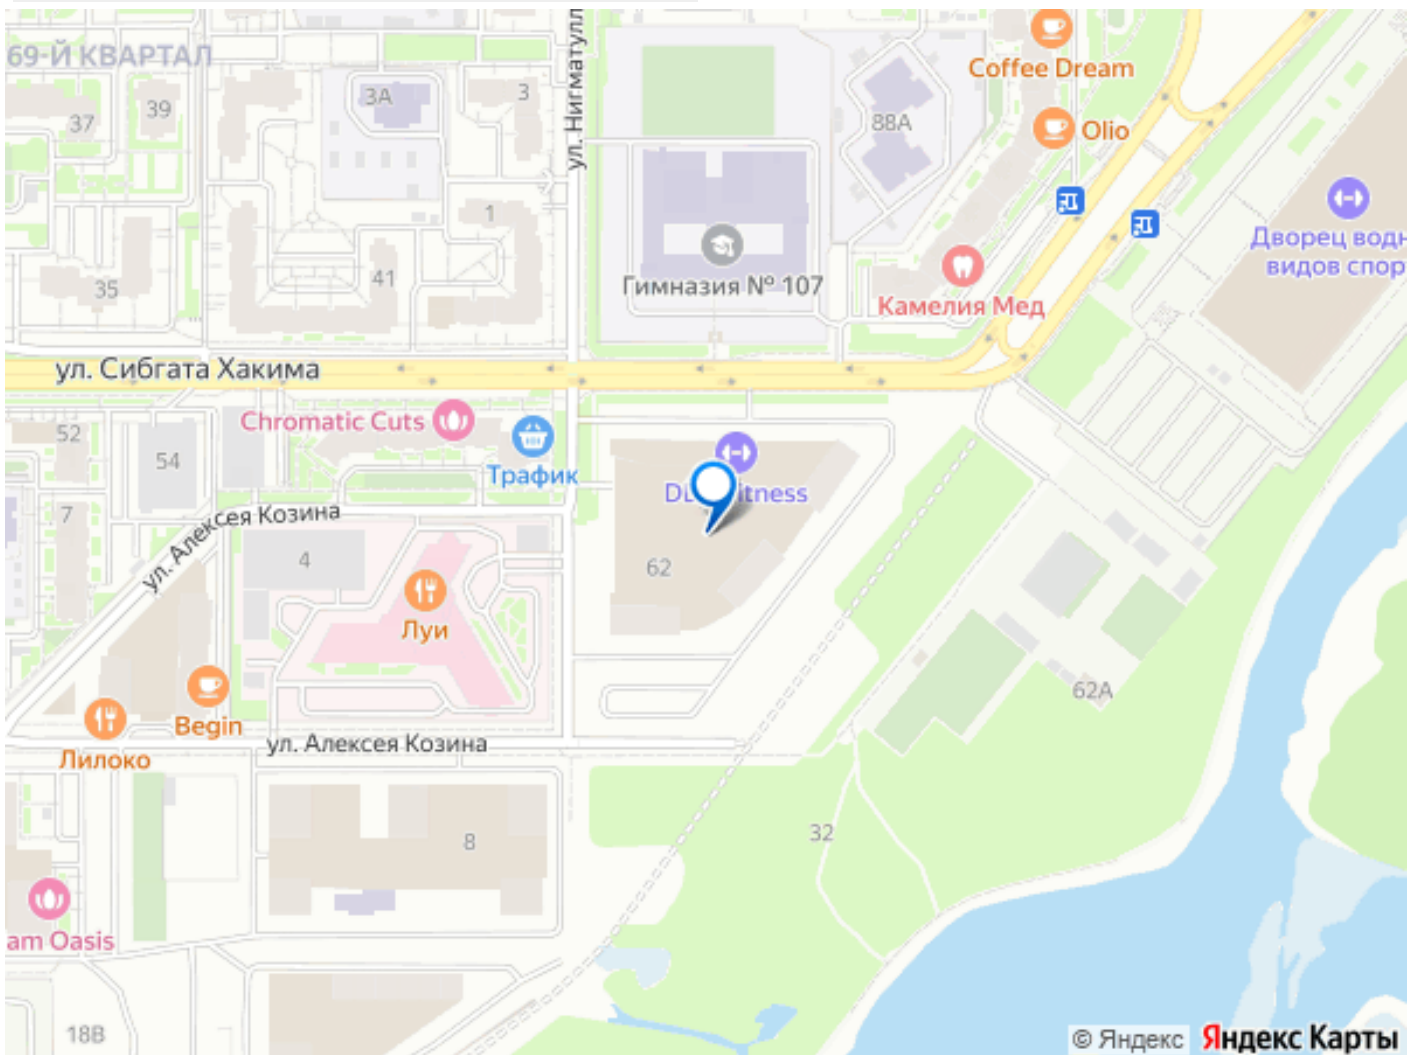 69-Й КВАРТАЛ
3А
3
39
37
ул. Нигматулл
Coffee Dream
88А
Olio
1
Дворец водн
видов спор
41
35
Гимназия № 107
Камелия Мед
ул. Сибгата Хакима
Chromatic Cuts
52
54
Трафик
7
ул. Алексея Козина
4
62
Луи
62А
Begin
ул. Алексея Козина
Лилоко
32
8
am Oasis
18В
© Яндекс Яндекс Карты